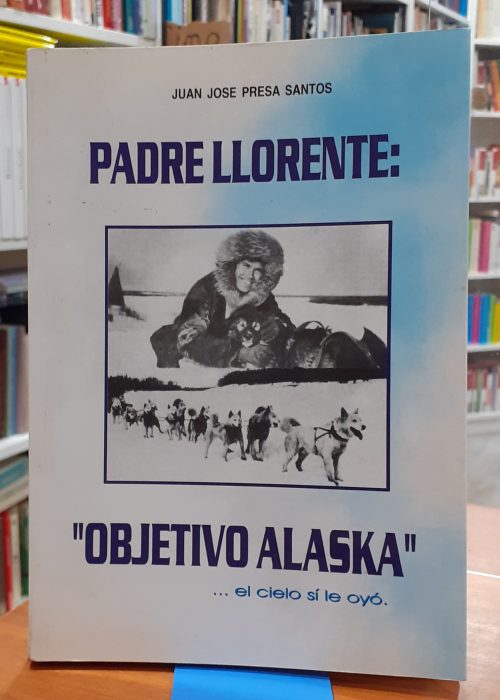 JUAN JOSE PRESA SANTOS
PADRE LLORENTE:
"OBJETIVO ALASKA"
... el cielo sí le oyó.